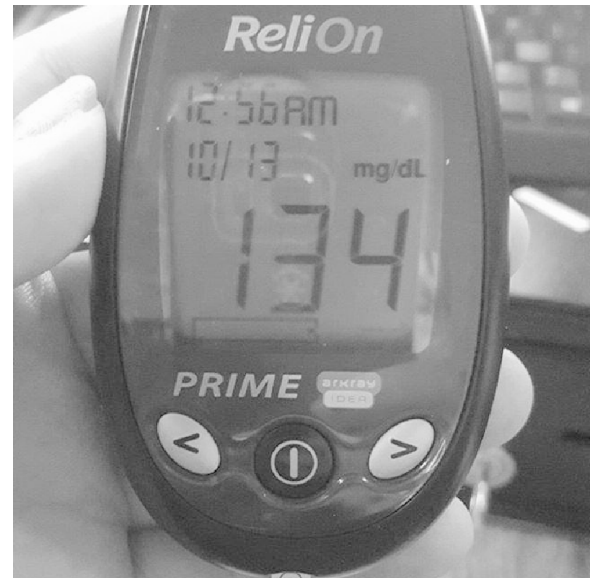 ReliOn
12:56AM
10/13 mg/dL
134
PRIME arkray
IDEA
< >